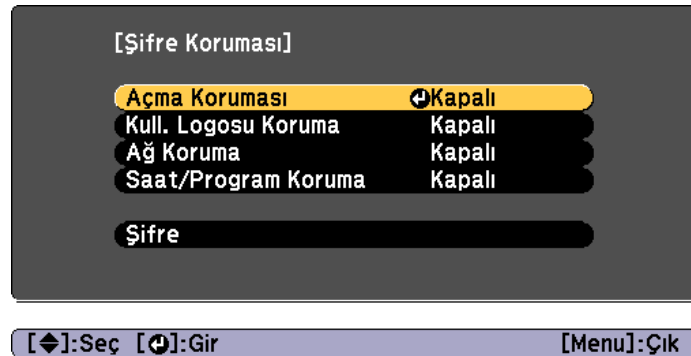 [Şifre Koruması]
Açma Koruması Kapalı
Kull. Logosu Koruma Kapalı
Ağ Koruma Kapalı
Saat/Program Koruma Kapalı
Şifre
[◆]:Seç [↵]:Gir [Menu]:Çık